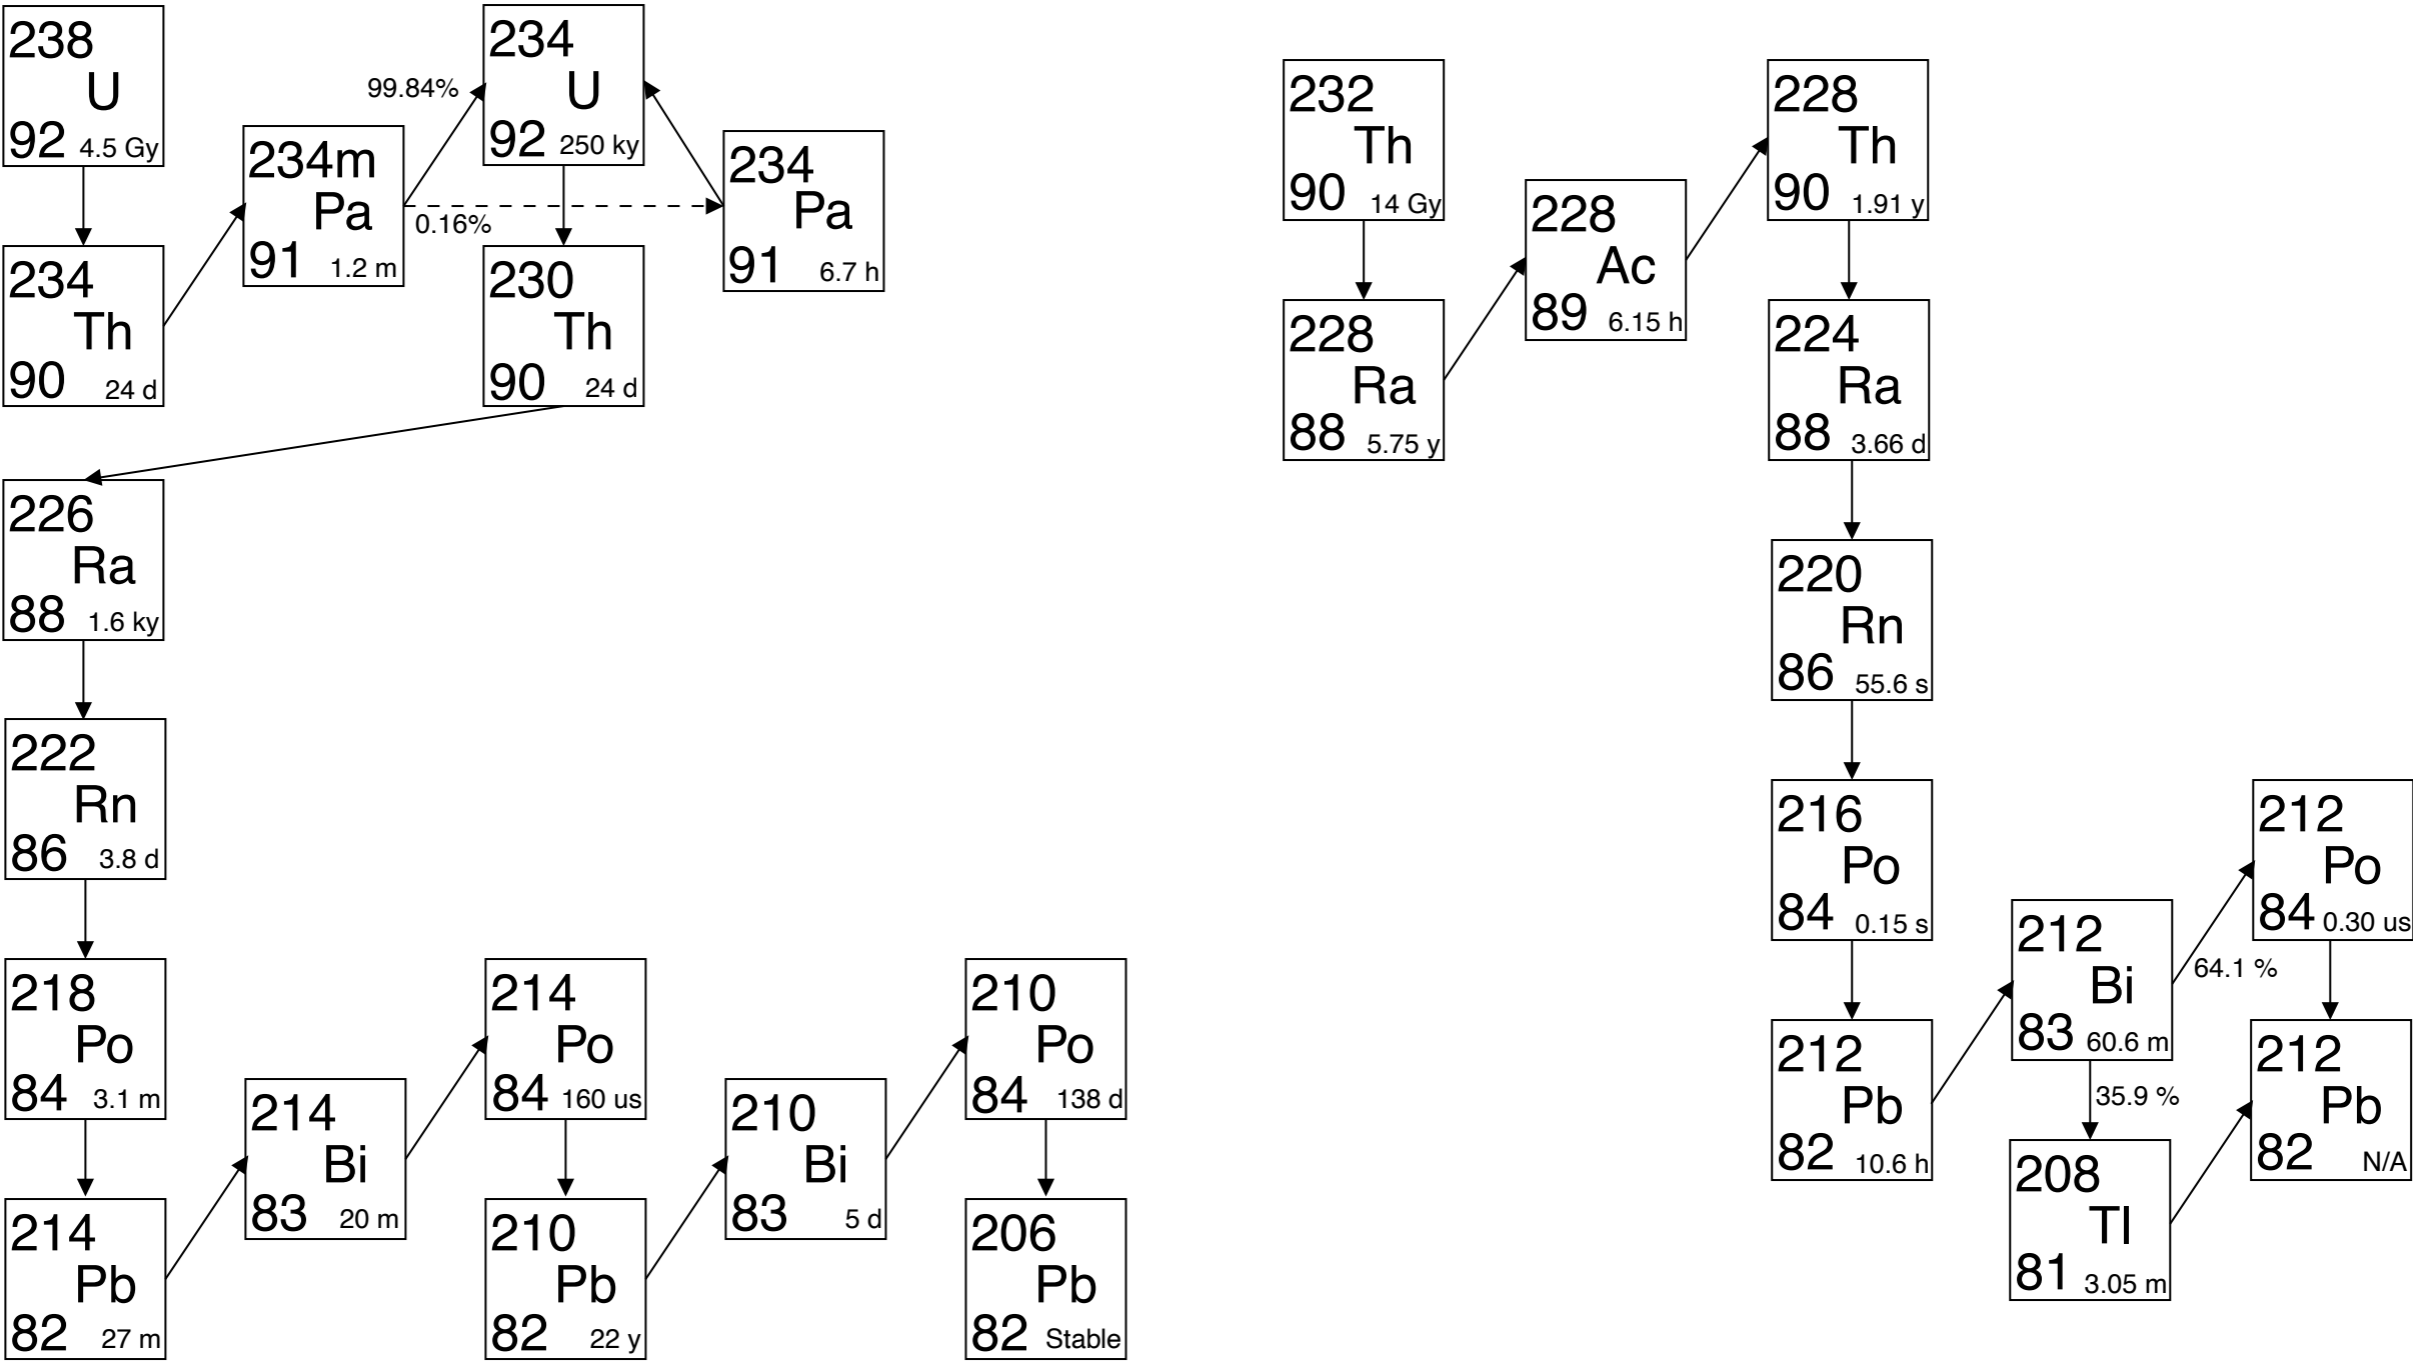 238
U
92 4.5 Gy
234
Th
90 24 d
234m
Pa
91 1.2 m
99.84%
0.16%
234
U
92 250 ky
230
Th
90 24 d
234
Pa
91 6.7 h
226
Ra
88 1.6 ky
222
Rn
86 3.8 d
218
Po
84 3.1 m
214
Pb
82 27 m
214
Bi
83 20 m
214
Po
84 160 us
210
Pb
82 22 y
210
Bi
83 5 d
210
Po
84 138 d
206
Pb
82 Stable
232
Th
90 14 Gy
228
Ra
88 5.75 y
228
Ac
89 6.15 h
228
Th
90 1.91 y
224
Ra
88 3.66 d
220
Rn
86 55.6 s
216
Po
84 0.15 s
212
Pb
82 10.6 h
212
Bi
83 60.6 m
64.1 %
35.9 %
212
Po
84 0.30 us
208
Tl
81 3.05 m
212
Pb
82 N/A